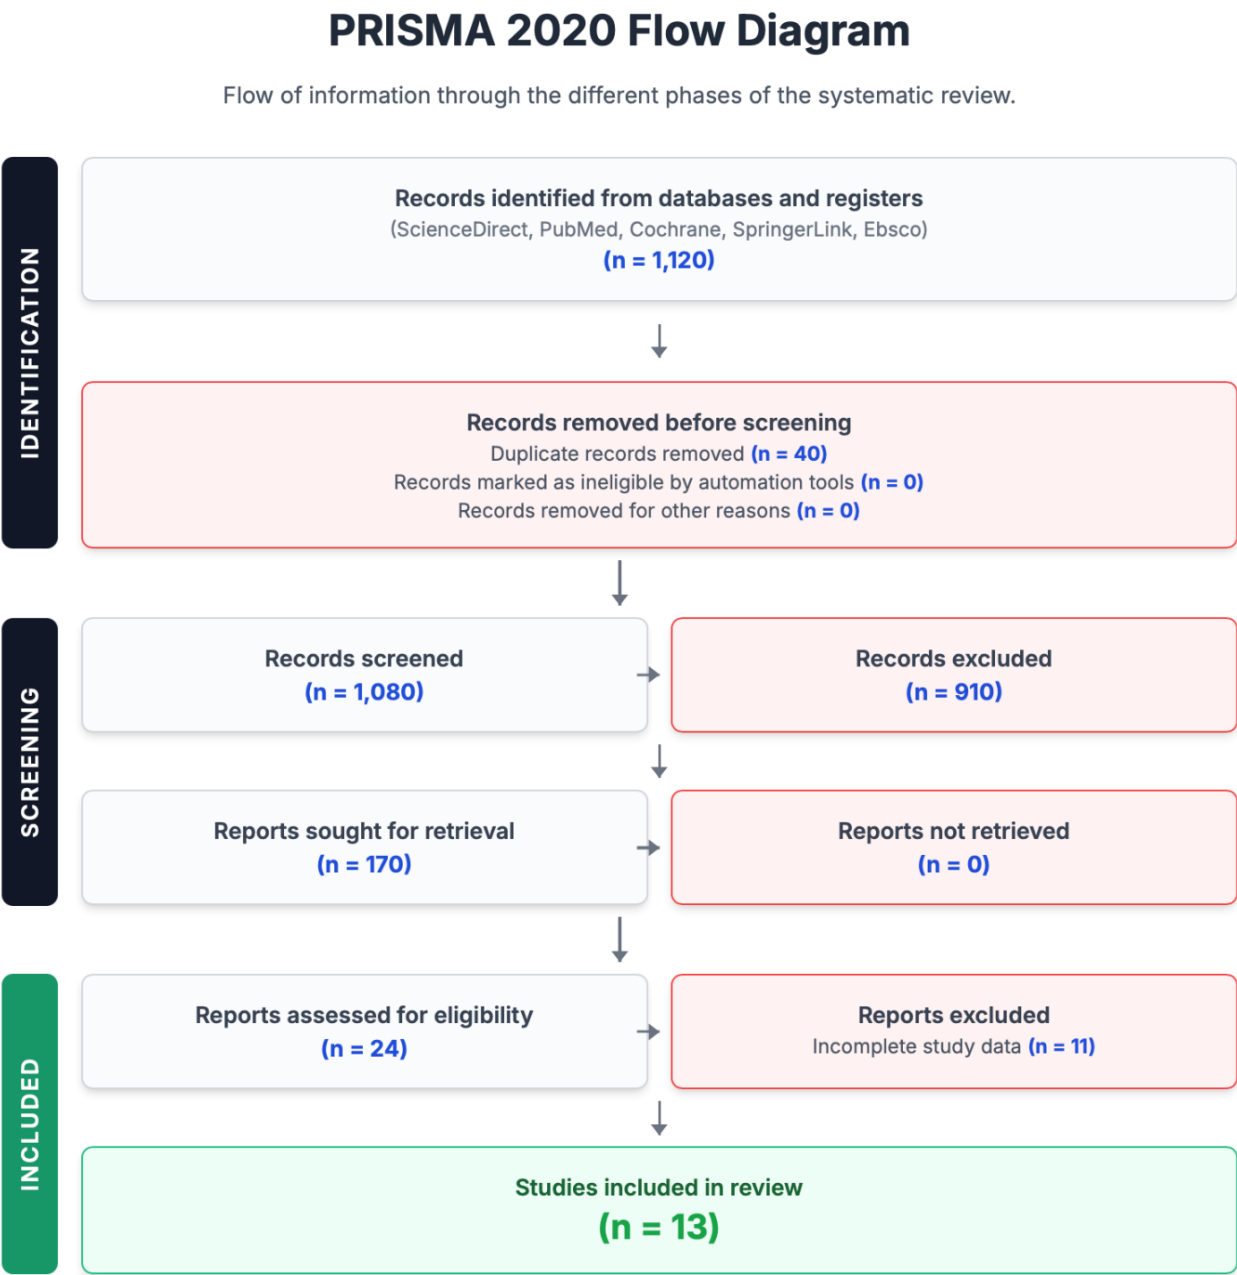 PRISMA 2020 Flow Diagram
Flow of information through the different phases of the systematic review.
IDENTIFICATION
Records identified from databases and registers
(ScienceDirect, PubMed, Cochrane, SpringerLink, Ebsco)
(n = 1,120)
Records removed before screening
Duplicate records removed (n = 40)
Records marked as ineligible by automation tools (n = 0)
Records removed for other reasons (n = 0)
SCREENING
Records screened
(n = 1,080)
Records excluded
(n = 910)
Reports sought for retrieval
(n = 170)
Reports not retrieved
(n = 0)
INCLUDED
Reports assessed for eligibility
(n = 24)
Reports excluded
Incomplete study data (n = 11)
Studies included in review
(n = 13)